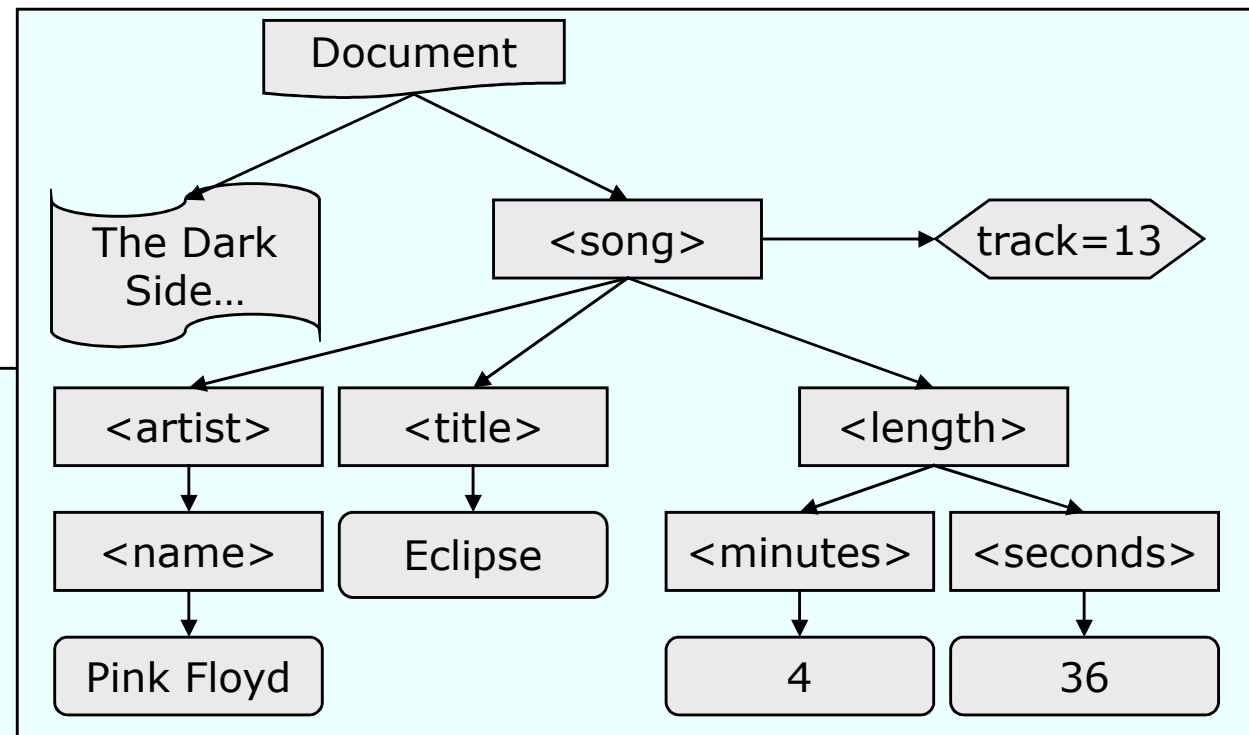 Document
The Dark
Side…
<song>
track=13
<artist>
<title>
<length>
<name>
Eclipse
<minutes>
<seconds>
Pink Floyd
4
36